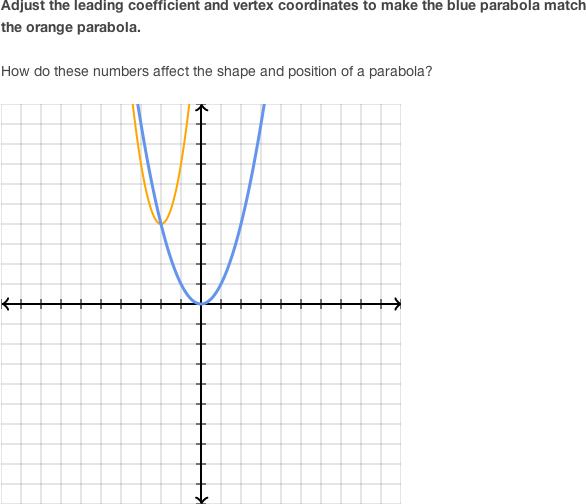 Adjust the leading coefficient and vertex coordinates to make the blue parabola match
the orange parabola.
How do these numbers affect the shape and position of a parabola?